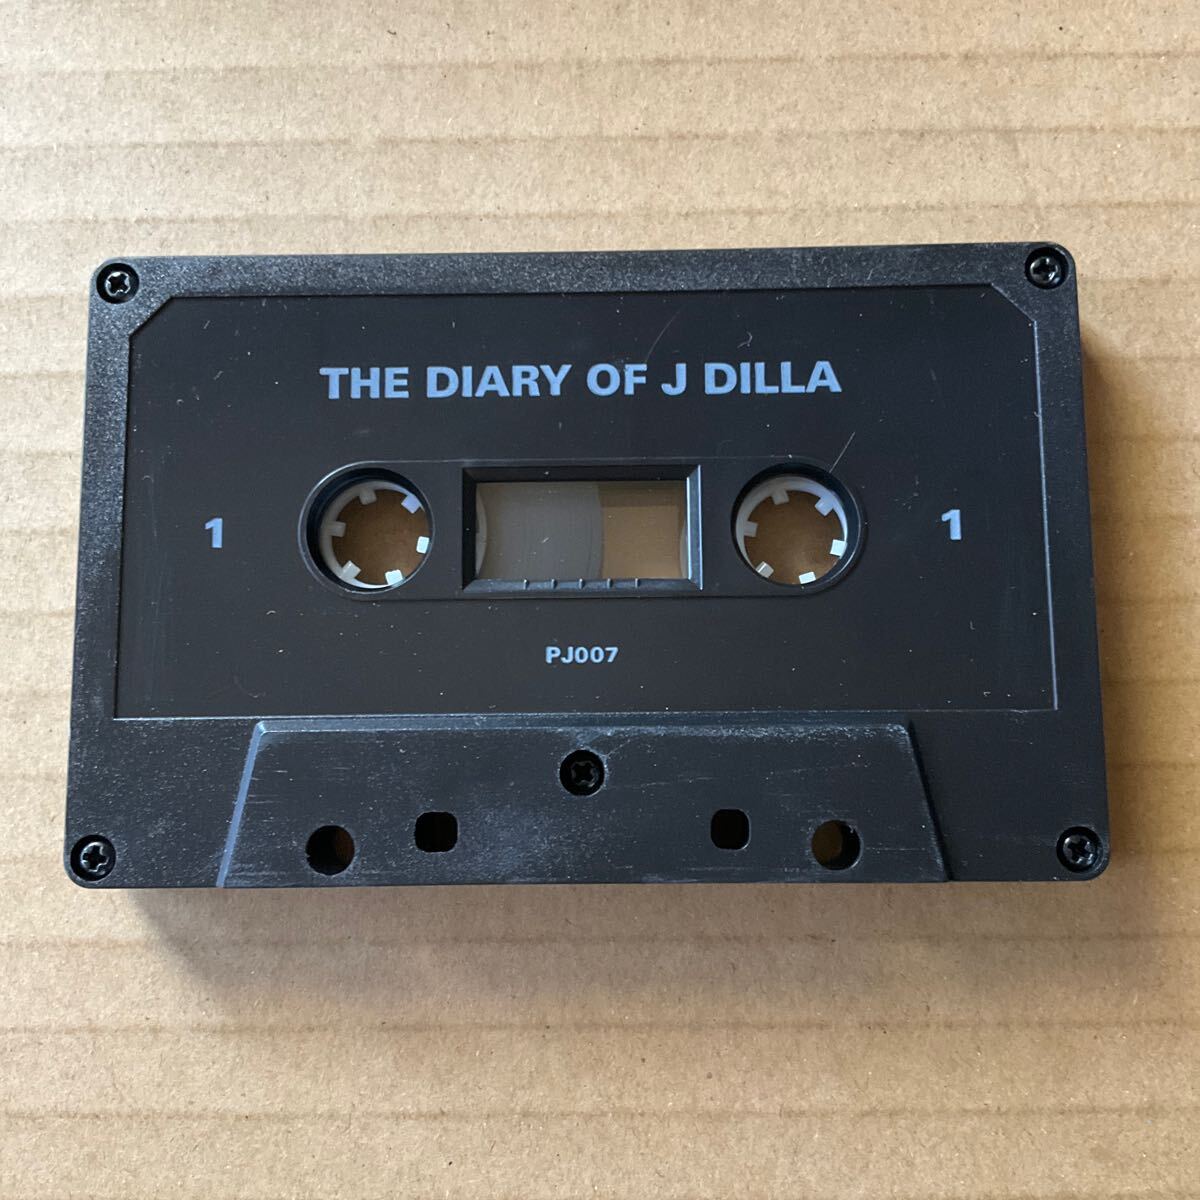 THE DIARY OF J DILLA
1 1
PJ007